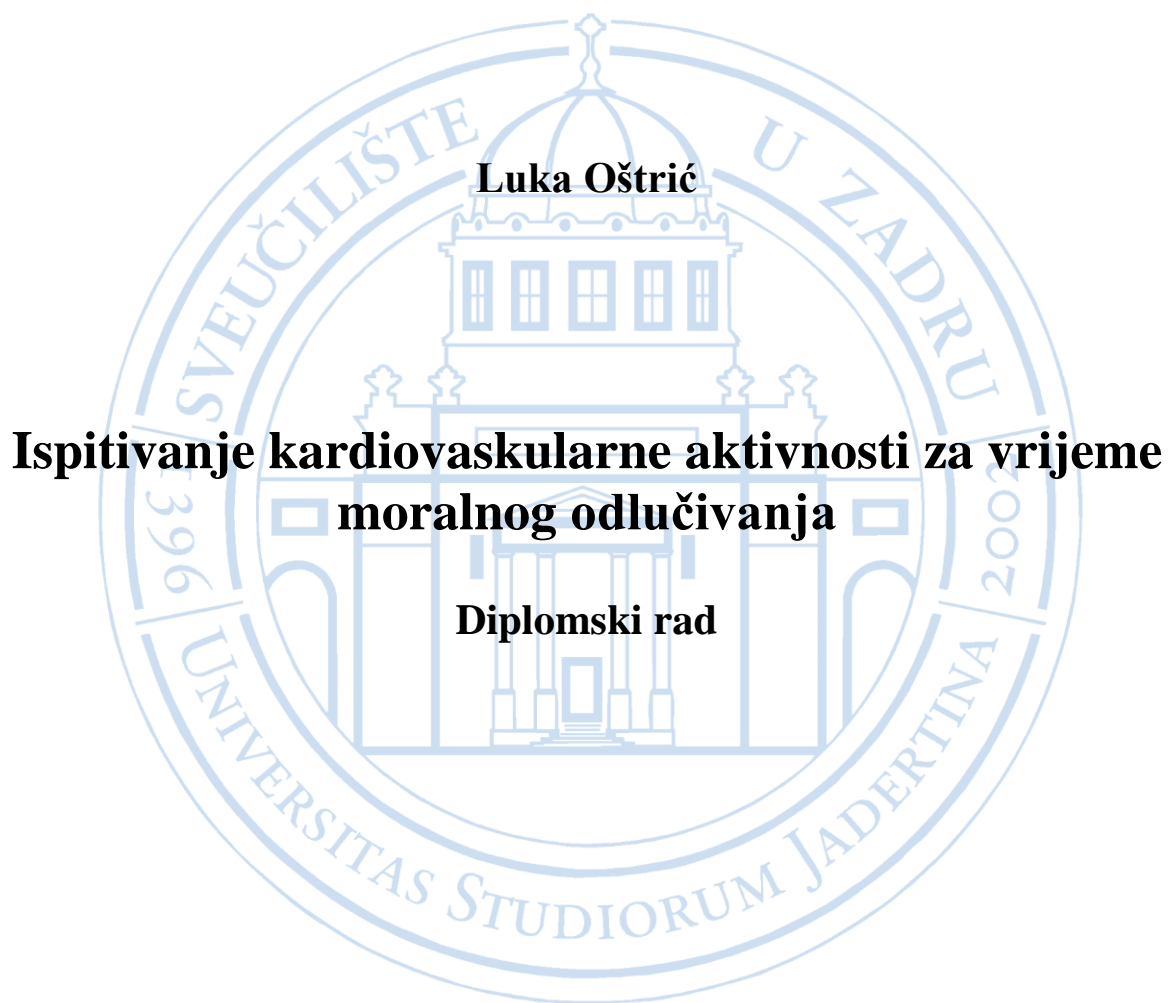 SVEUČILIŠTE U ZADRU
Luka Oštrić
Ispitivanje kardiovaskularne aktivnosti za vrijeme
moralnog odlučivanja
Diplomski rad
1396
2002
UNIVERSITAS STUDIORUM JADERTINA